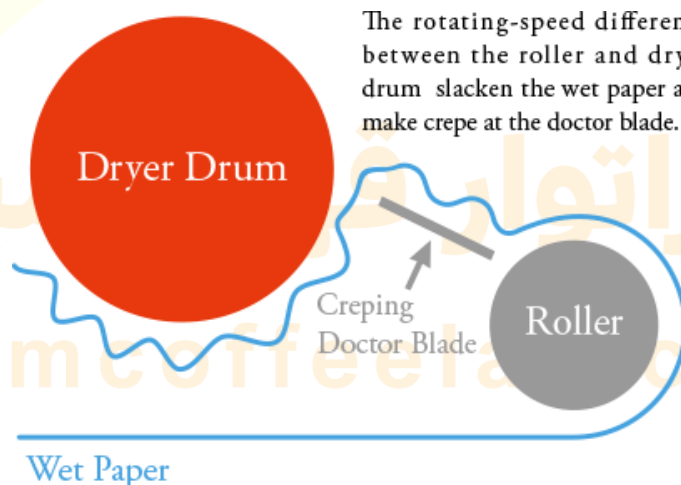 The rotating-speed differen
between the roller and dry
drum slacken the wet paper a
make crepe at the doctor blade.
Dryer Drum
Creping
Doctor Blade
Roller
Wet Paper